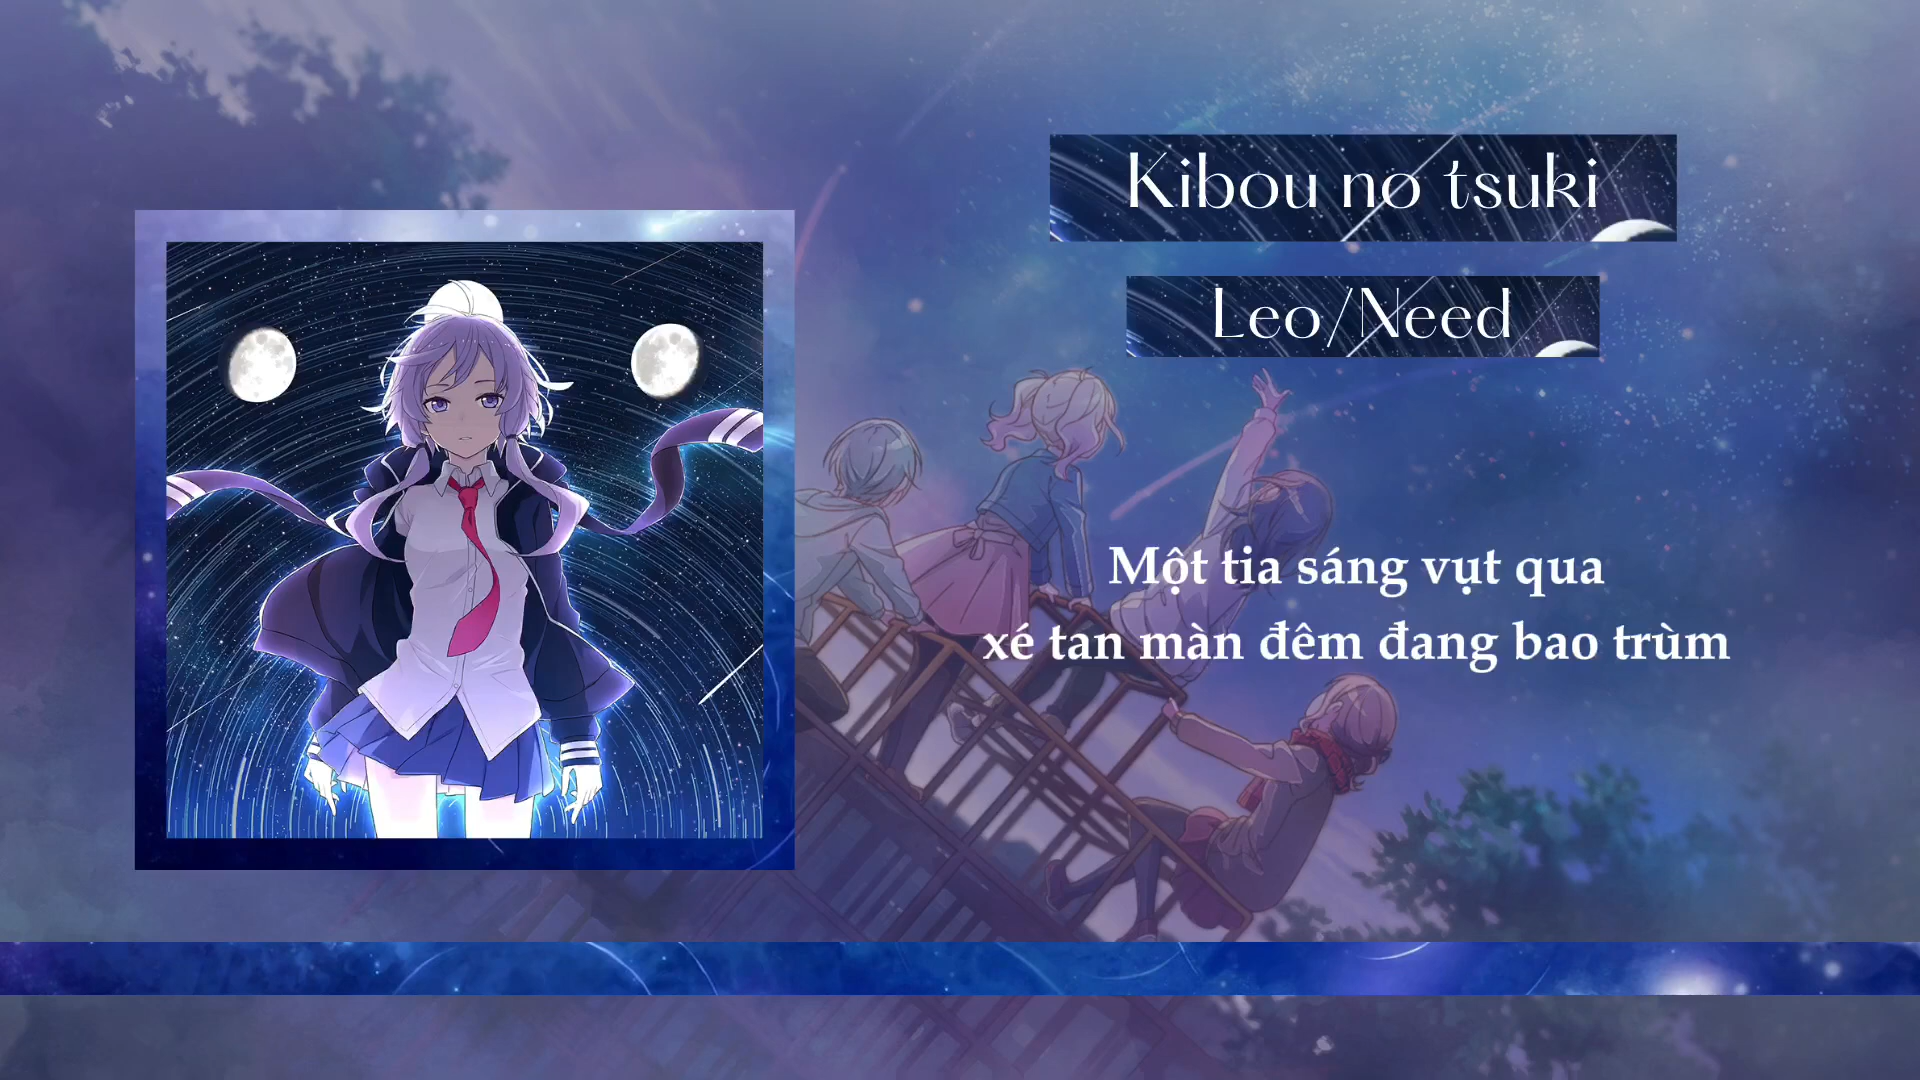 Kibou no tsuki
Leo/Need
Một tia sáng vụt qua
xé tan màn đêm đang bao trùm